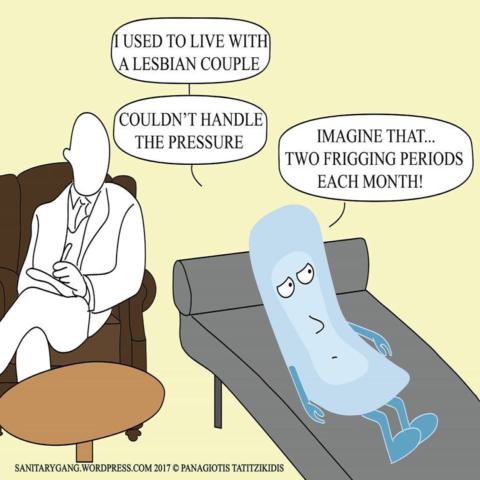 I USED TO LIVE WITH
A LESBIAN COUPLE
COULDN'T HANDLE
THE PRESSURE
IMAGINE THAT...
TWO FRIGGING PERIODS
EACH MONTH!
SANITARYGANG.WORDPRESS.COM 2017 © PANAGIOTIS TATITZIKIDIS